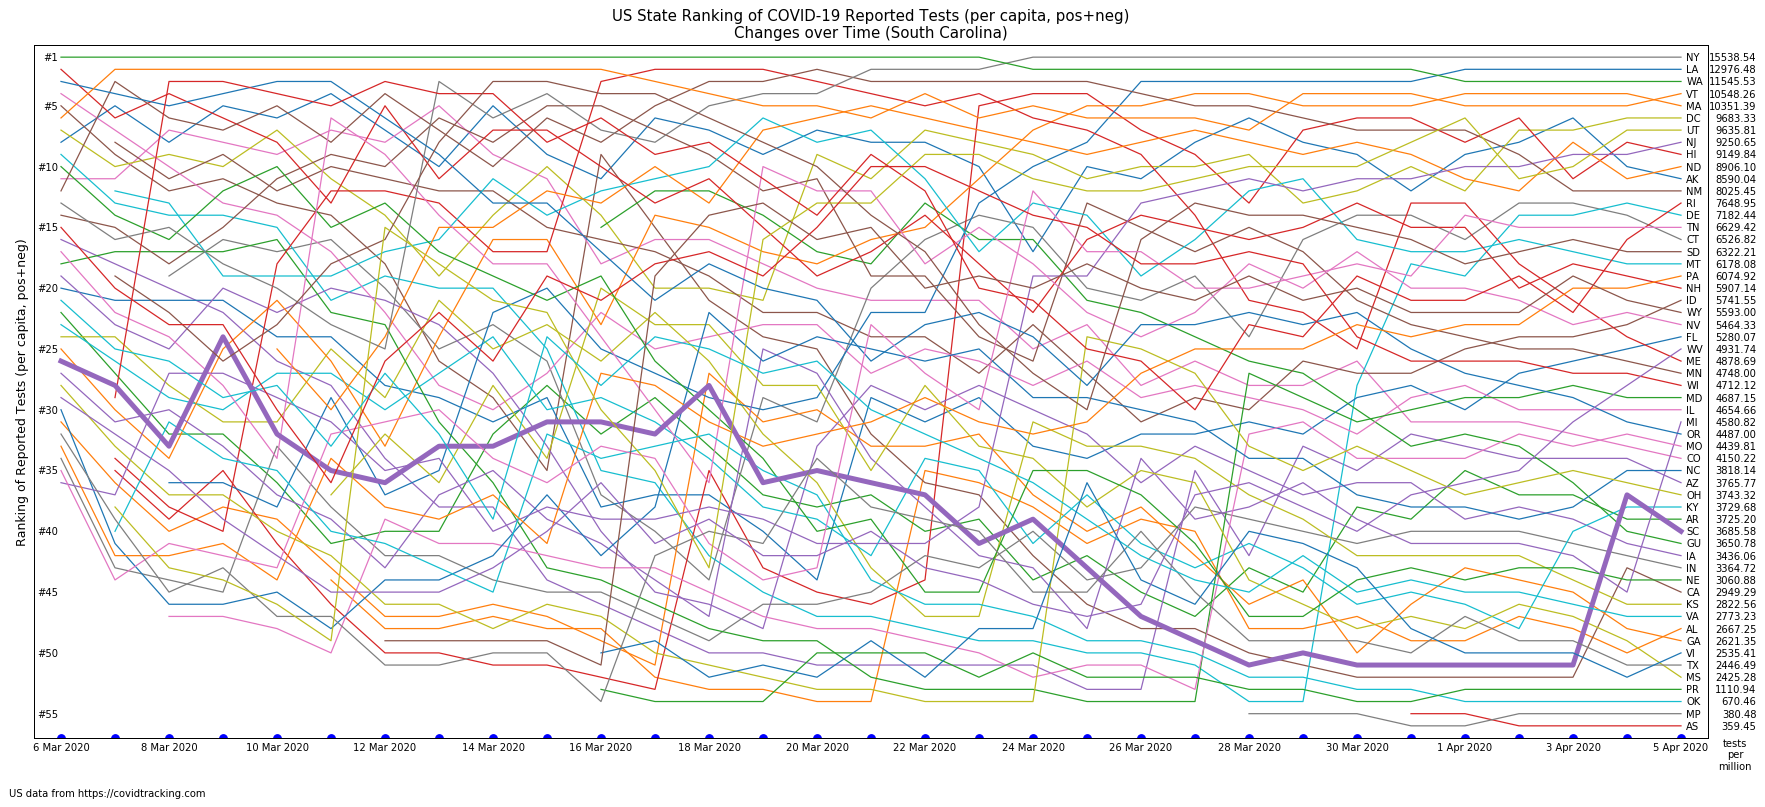 US State Ranking of COVID-19 Reported Tests (per capita, pos+neg)
Changes over Time (South Carolina)
Ranking of Reported Tests (per capita, pos+neg)
#1
#5
#10
#15
#20
#25
#30
#35
#40
#45
#50
#55
NY 15538.54
LA 12976.48
WA 11545.53
VT 10548.26
MA 10351.39
DC 9683.33
UT 9635.81
NJ 9250.65
HI 9149.84
ND 8906.10
AK 8590.04
NM 8025.45
RI 7648.95
DE 7182.44
TN 6629.42
CT 6526.82
SD 6322.21
MT 6178.08
PA 6074.92
NH 5907.14
ID 5741.55
WY 5593.00
NV 5464.33
FL 5280.07
WV 4931.74
ME 4878.69
MN 4748.00
WI 4712.12
MD 4687.15
IL 4654.66
MI 4580.82
OR 4487.00
MO 4439.81
CO 4150.22
NC 3818.14
AZ 3765.77
OH 3743.32
KY 3729.68
AR 3725.20
SC 3685.58
GU 3650.78
IA 3436.06
IN 3364.72
NE 3060.88
CA 2949.29
KS 2822.56
VA 2773.23
AL 2667.25
GA 2621.35
VI 2535.41
TX 2446.49
MS 2425.28
PR 1110.94
OK 670.46
MP 380.48
AS 359.45
6 Mar 2020 8 Mar 2020 10 Mar 2020 12 Mar 2020 14 Mar 2020 16 Mar 2020 18 Mar 2020 20 Mar 2020 22 Mar 2020 24 Mar 2020 26 Mar 2020 28 Mar 2020 30 Mar 2020 1 Apr 2020 3 Apr 2020 5 Apr 2020
tests
per
million
US data from https://covidtracking.com